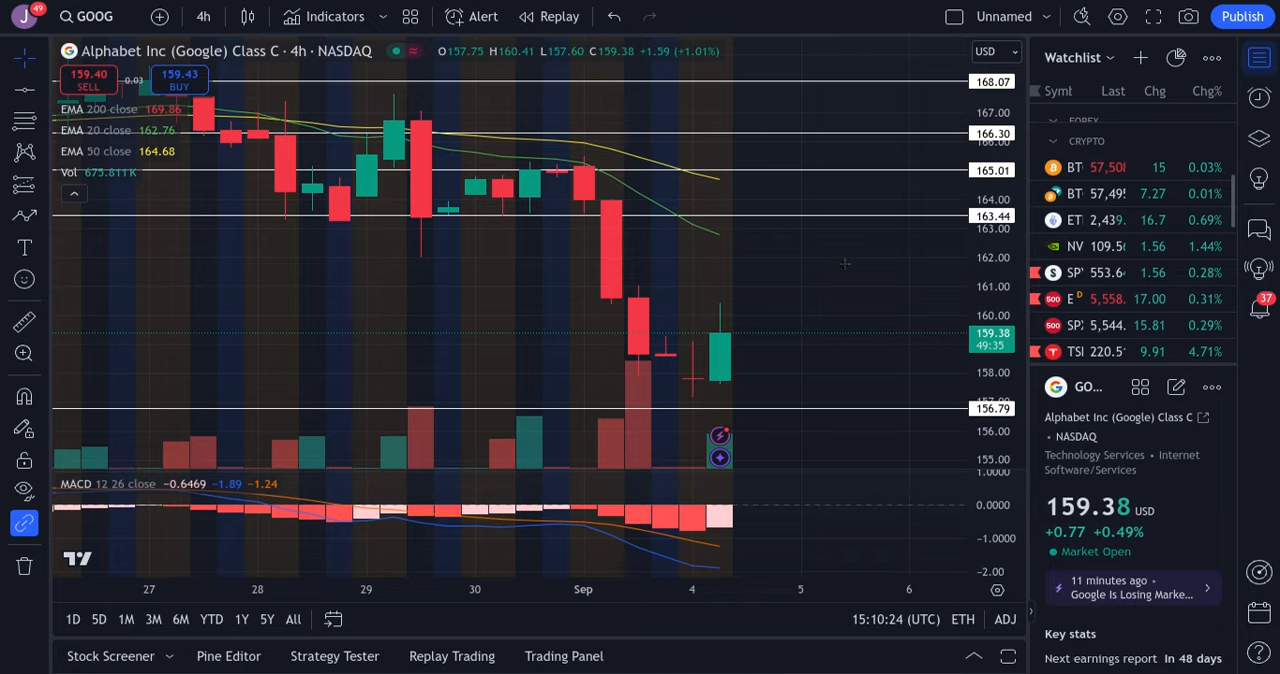 J 49 GOOG 4h Indicators Alert Replay Unnamed Publish
Alphabet Inc (Google) Class C · 4h · NASDAQ O157.75 H160.41 L157.60 C159.38 +1.59 (+1.01%)
USD
159.40 SELL 0.03 159.43 BUY
EMA 200 close 169.86
EMA 20 close 162.76
EMA 50 close 164.68
Vol 675.811K
168.07
167.00
166.30
166.00
165.01
164.00
163.44
163.00
162.00
161.00
160.00
159.38
49:35
158.00
156.79
156.00
155.00
MACD 12 26 close −0.6469 −1.89 −1.24
1.0000
0.0000
−1.0000
−2.00
27 28 29 30 Sep 4 5 6
1D 5D 1M 3M 6M YTD 1Y 5Y All
15:10:24 (UTC) ETH ADJ
Stock Screener Pine Editor Strategy Tester Replay Trading Trading Panel
Watchlist
Symb Last Chg Chg%
FOREX
CRYPTO
BT 57,50 15 0.03%
BT 57,49 7.27 0.01%
ET 2,439. 16.7 0.69%
NV 109.5 1.56 1.44%
SP 553.6 1.56 0.28%
500 E D 5,558. 17.00 0.31%
500 SP 5,544. 15.81 0.29%
TS 220.5 9.91 4.71%
37
GO...
Alphabet Inc (Google) Class C
• NASDAQ
Technology Services • Internet
Software/Services
159.38 USD
+0.77 +0.49%
Market Open
11 minutes ago •
Google Is Losing Marke...
Key stats
Next earnings report In 48 days